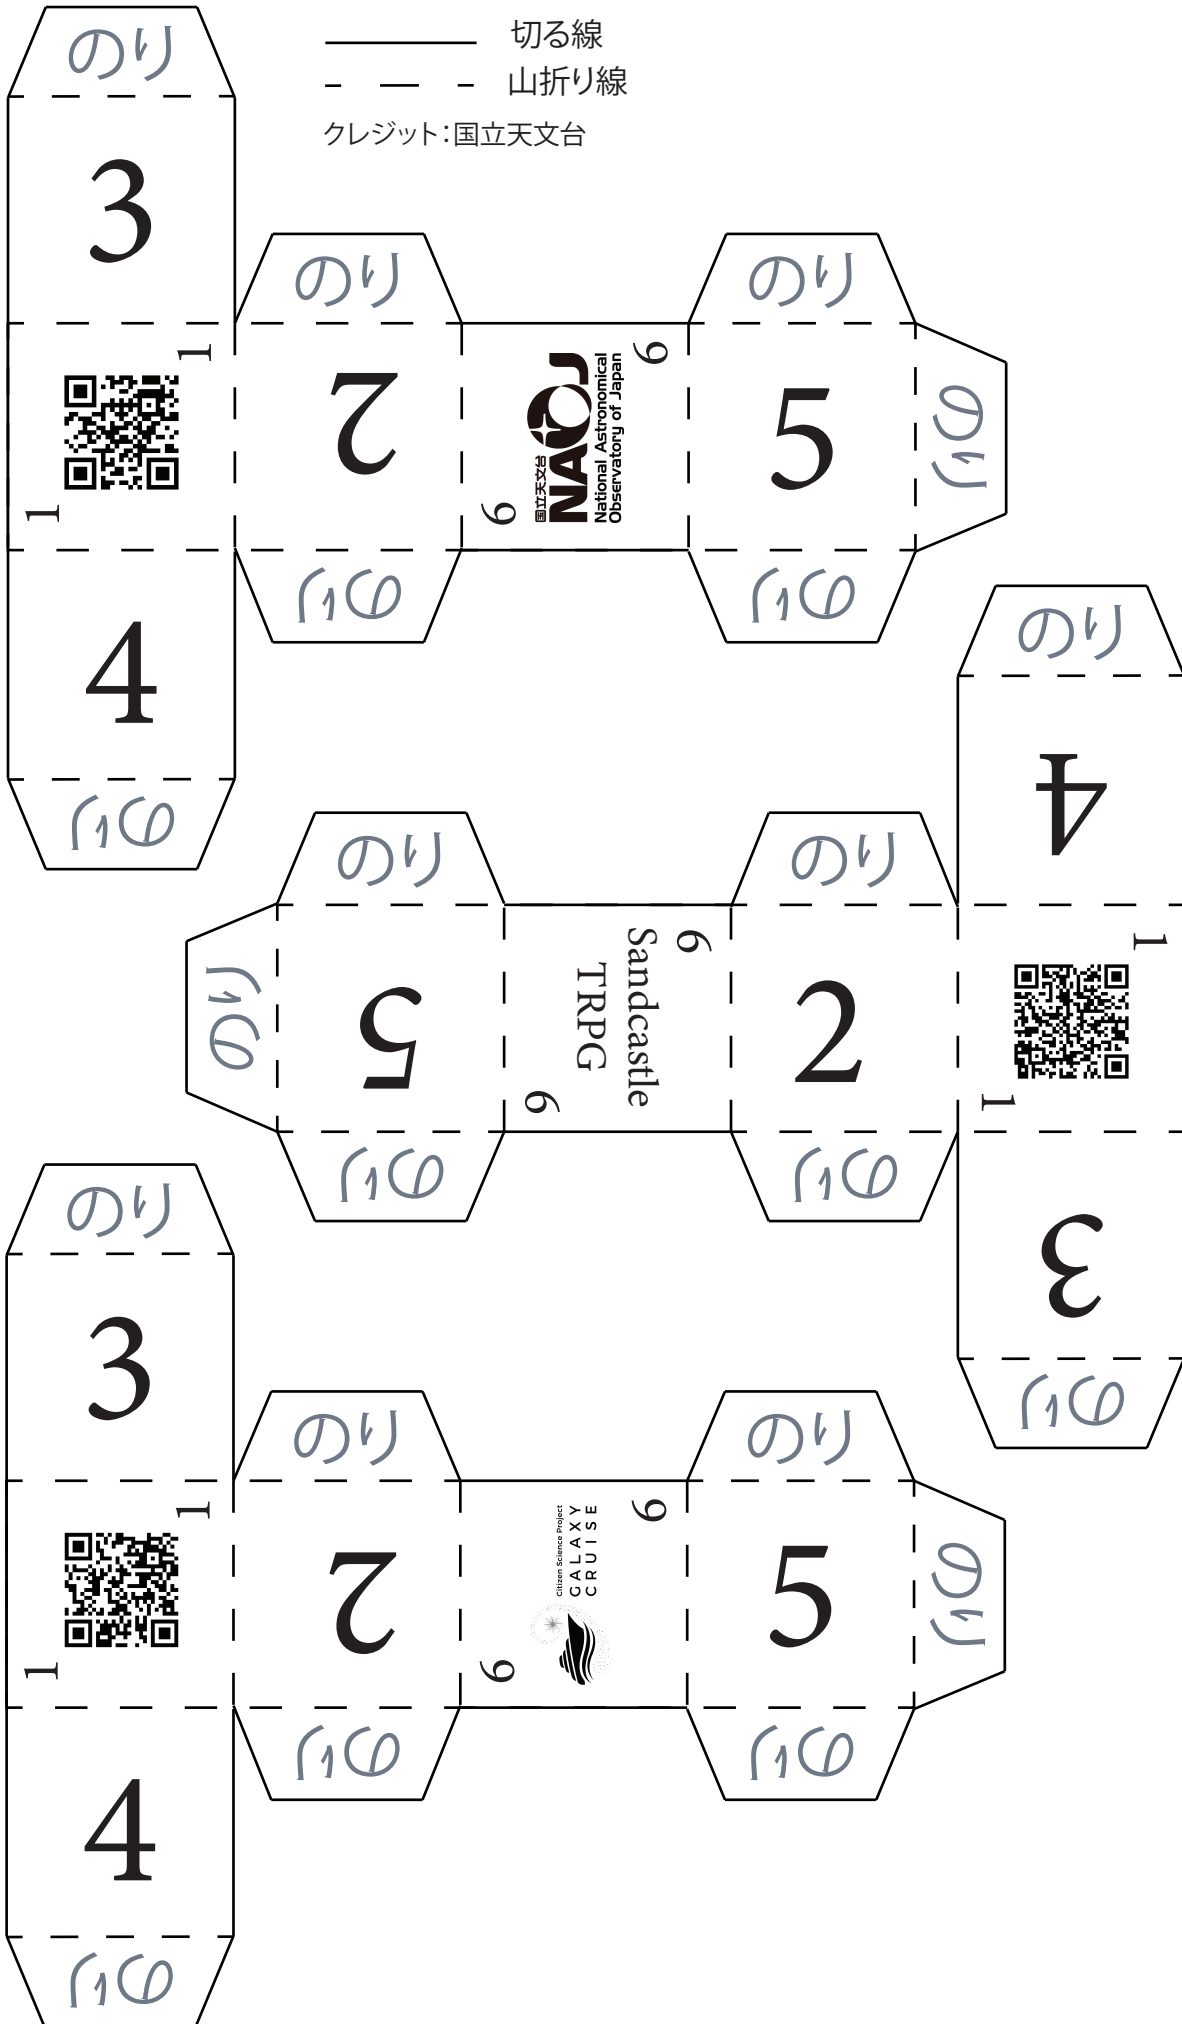 切る線
山折り線
クレジット：国立天文台
のり
3
1
1
4
のり
のり
2
のり
6
国立天文台
NAOJ
National Astronomical
Observatory of Japan
6
のり
5
のり
のり
のり
4
1
1
3
のり
のり
2
のり
6
Sandcastle
TRPG
6
のり
5
のり
のり
のり
3
1
1
4
のり
のり
2
のり
6
Citizen Science Project
GALAXY
CRUISE
6
のり
5
のり
のり